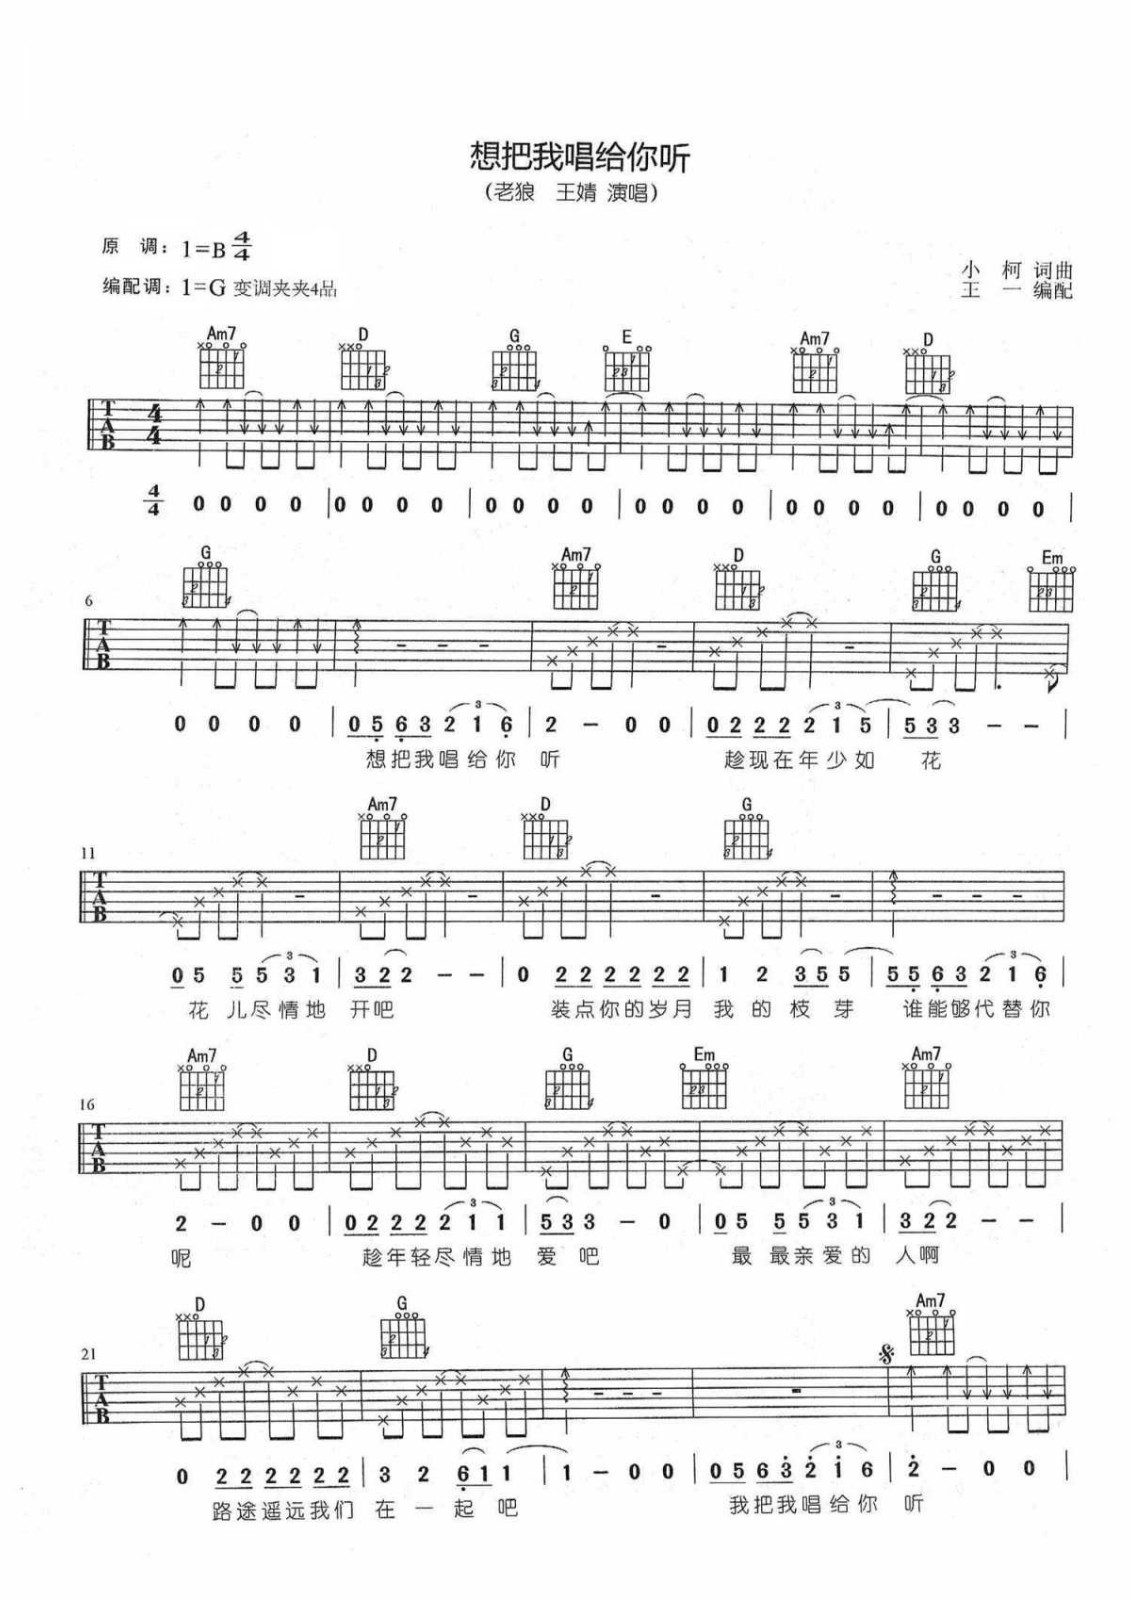 想把我唱给你听
(老狼 王婧 演唱)
原 调: 1=B 4/4
编配调: 1=G 变调夹夹4品
小 柯 词曲
王 一 编配
Am7 D G E Am7 D
T A B 4/4
4/4 0 0 0 0 | 0 0 0 0 | 0 0 0 0 | 0 0 0 0 | 0 0 0 0 | 0 0 0 0 |
G Am7 D G Em
6
T A B
0 0 0 0 | 0 5 6 3 2 1 6 | 2 - 0 0 | 0 2 2 2 2 1 5 | 5 3 3 - - |
想把我唱给你 听 趁现在年少如 花
Am7 D G
11
T A B
0 5 5 5 3 1 | 3 2 2 - - | 0 2 2 2 2 2 2 | 1 2 3 5 5 | 5 5 6 3 2 1 6 |
花 儿尽情地 开吧 装点你的岁月 我 的 枝 芽 谁能够代替你
Am7 D G Em Am7
16
T A B
2 - 0 0 | 0 2 2 2 2 1 1 | 5 3 3 - 0 | 0 5 5 5 3 1 | 3 2 2 - - |
呢 趁年轻尽情地 爱 吧 最 最亲爱的 人啊
D G Am7
21
T A B
0 2 2 2 2 2 2 | 3 2 6 1 1 | 1 - 0 0 | 0 5 6 3 2 1 6 | 2 - 0 0 |
路途遥远我们 在 一 起 吧 我把我唱给你 听